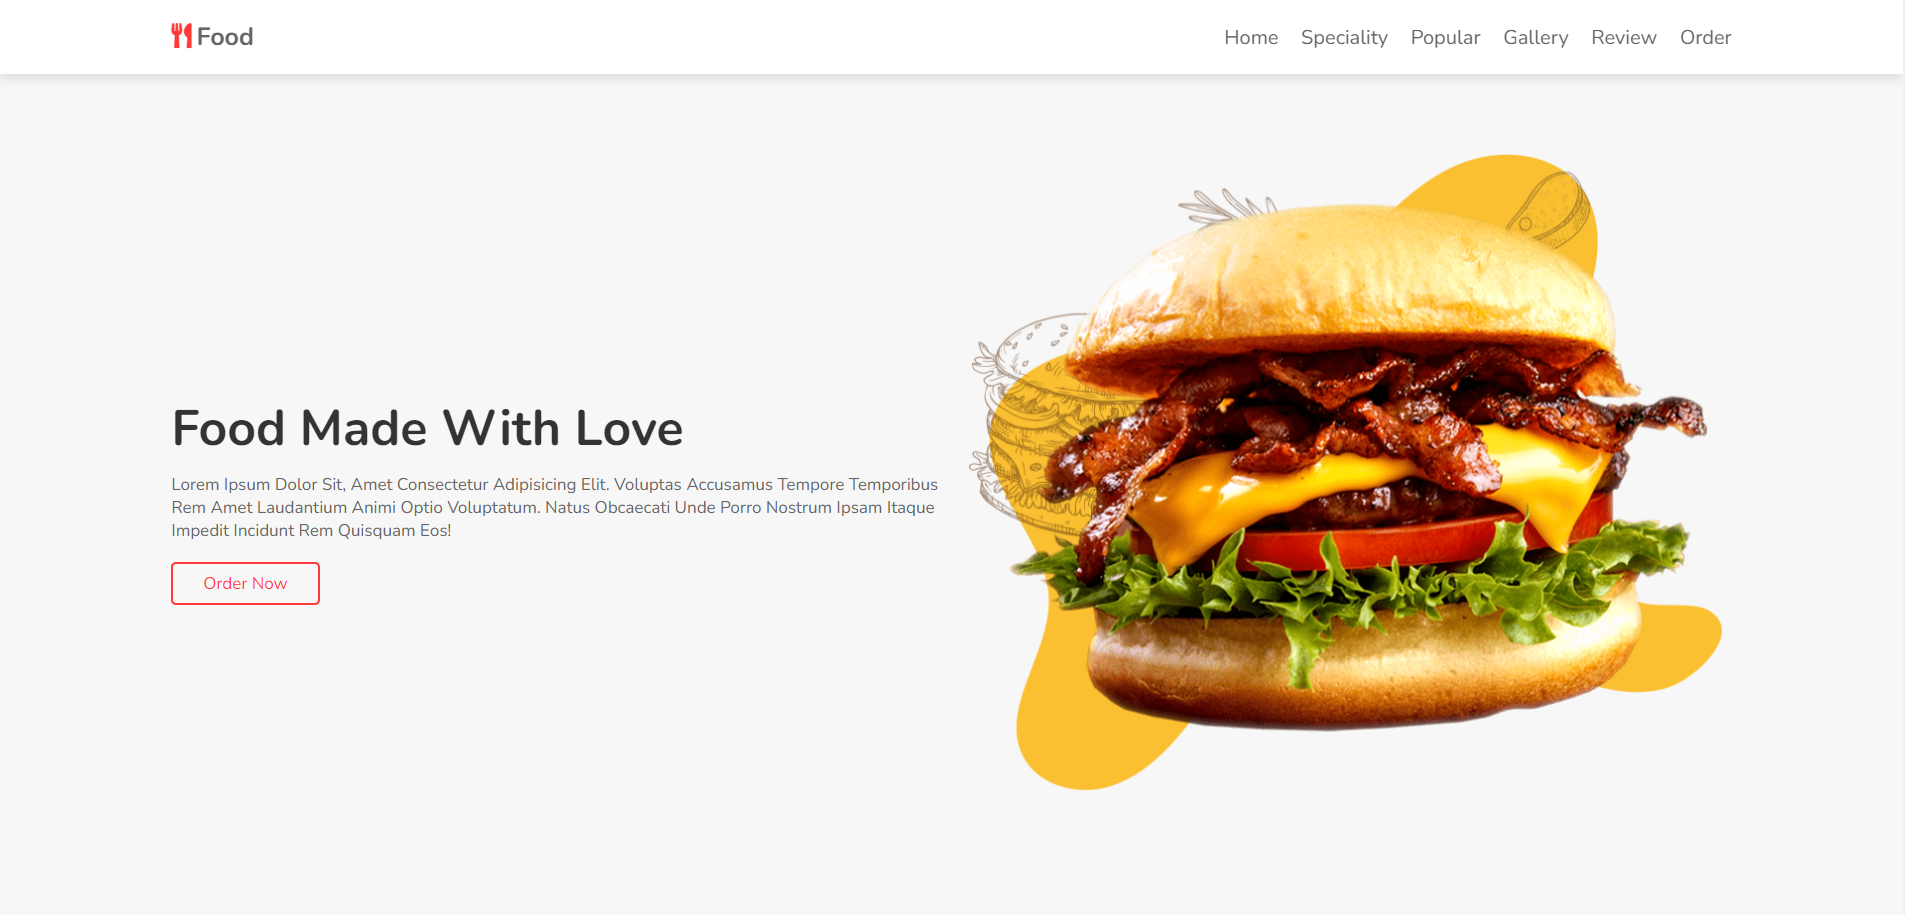 Food
Home Speciality Popular Gallery Review Order
Food Made With Love
Lorem Ipsum Dolor Sit, Amet Consectetur Adipisicing Elit. Voluptas Accusamus Tempore Temporibus
Rem Amet Laudantium Animi Optio Voluptatum. Natus Obcaecati Unde Porro Nostrum Ipsam Itaque
Impedit Incidunt Rem Quisquam Eos!
Order Now